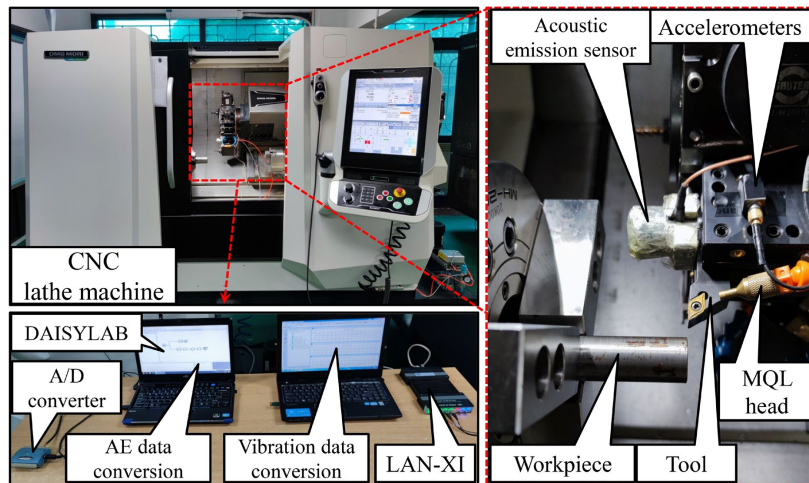 DMG MORI
CNC
lathe machine
DAISYLAB
A/D
converter
AE data
conversion
Vibration data
conversion
LAN-XI
Acoustic
emission sensor
Accelerometers
Workpiece
Tool
MQL
head